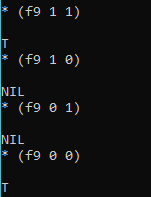 * (f9 1 1)
T
* (f9 1 0)
NIL
* (f9 0 1)
NIL
* (f9 0 0)
T